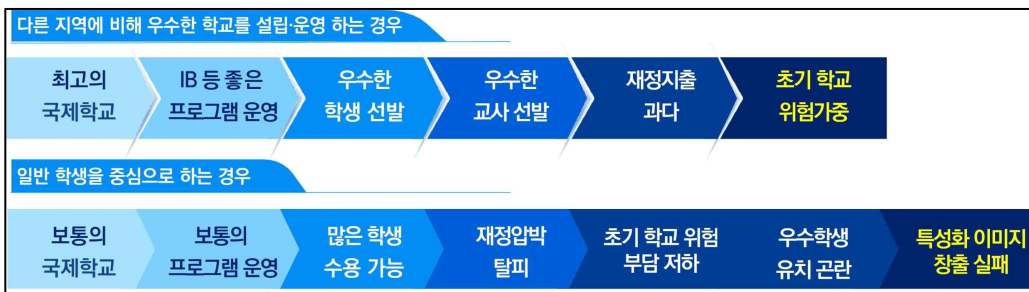 다른 지역에 비해 우수한 학교를 설립·운영 하는 경우
최고의
국제학교
IB 등 좋은
프로그램 운영
우수한
학생 선발
우수한
교사 선발
재정지출
과다
초기 학교
위험가중
일반 학생을 중심으로 하는 경우
보통의
국제학교
보통의
프로그램 운영
많은 학생
수용 가능
재정압박
탈피
초기 학교 위험
부담 저하
우수학생
유치 곤란
특성화 이미지
창출 실패